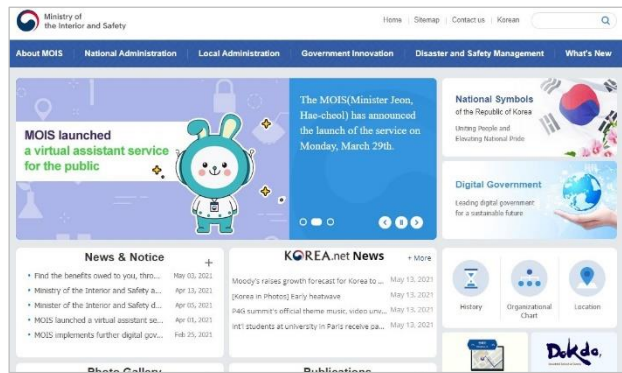 Ministry of
the Interior and Safety
Home Sitemap Contact us Korean
About MOIS National Administration Local Administration Government Innovation Disaster and Safety Management What's New
MOIS launched
a virtual assistant service
for the public
The MOIS(Minister Jeon,
Hae-cheol) has announced
the launch of the service on
Monday, March 29th.
National Symbols
of the Republic of Korea
Uniting People and
Elevating National Pride
Digital Government
Leading digital government
for a sustainable future
News & Notice +
Find the benefits owed to you, thro... May 03, 2021
Ministry of the Interior and Safety a... Apr 13, 2021
Minister of the Interior and Safety d... Apr 05, 2021
MOIS launched a virtual assistant se... Apr 01, 2021
MOIS implements further digital gov... Feb 25, 2021
KOREA.net News + More
Moody's raises growth forecast for Korea to ... May 13, 2021
[Korea in Photos] Early heatwave May 13, 2021
P4G summit's official theme music, video unv... May 13, 2021
Int'l students at university in Paris receive pa... May 13, 2021
History
Organizational
Chart
Location
Dokdo,
Photo Gallery
Publications